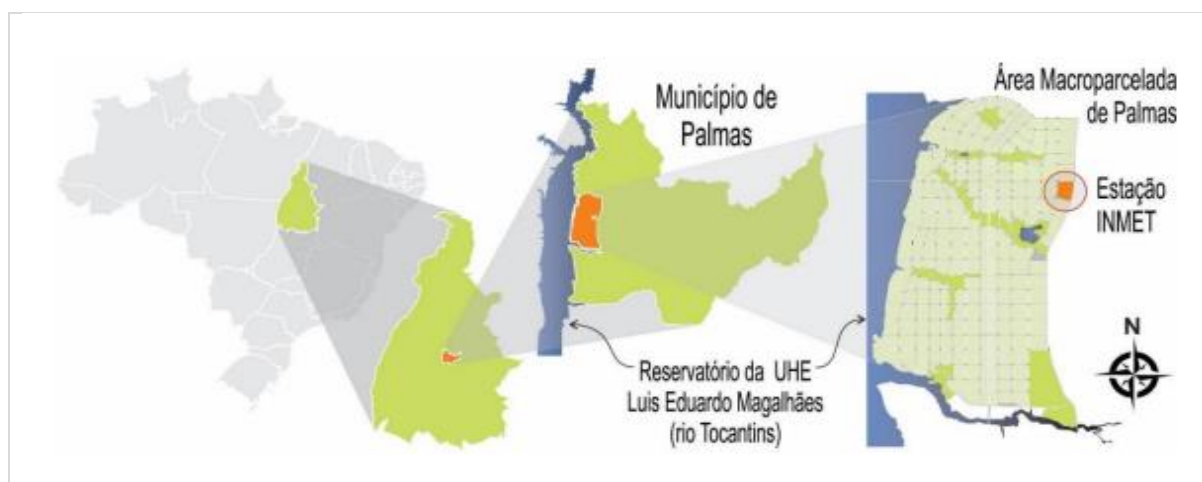 Município de
Palmas
Área Macroparcelada
de Palmas
Estação
INMET
Reservatório da UHE
Luis Eduardo Magalhães
(rio Tocantins)
N